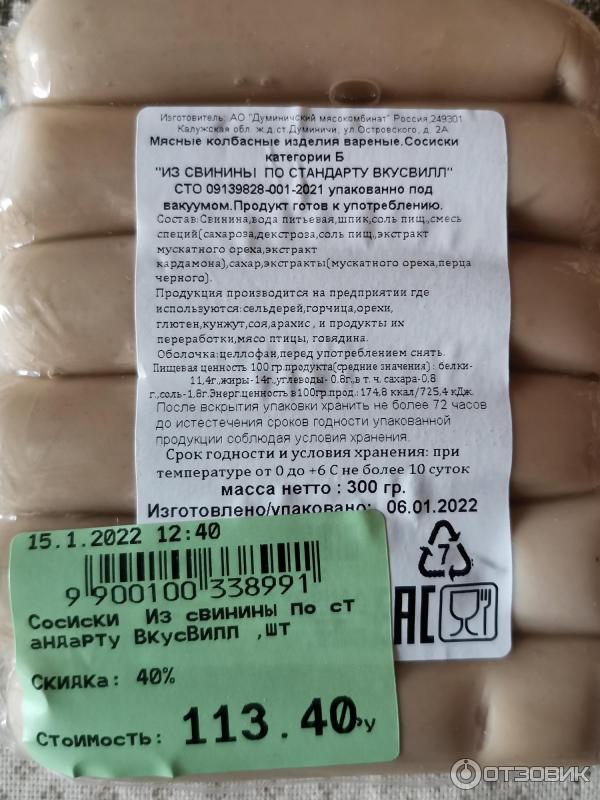 Изготовитель: АО "Думиничский мясокомбинат" Россия,249301
Калужская обл. ж.д.ст.Думиничи, ул.Островского, д. 2А
Мясные колбасные изделия вареные.Сосиски
категории Б
"ИЗ СВИНИНЫ ПО СТАНДАРТУ ВКУСВИЛЛ"
СТО 09139828-001-2021 упакованно под
вакуумом.Продукт готов к употреблению.
Состав:Свинина,вода питьевая,шпик,соль пищ.,смесь
специй(сахароза,декстроза,соль пищ.,экстракт
мускатного ореха,экстракт
кардамона),сахар,экстракты(мускатного ореха,перца
черного).
Продукция производится на предприятии где
используются:сельдерей,горчица,орехи,
глютен,кунжут,соя,арахис , и продукты их
переработки,мясо птицы, говядина.
Оболочка:целлофан,перед употреблением снять.
Пищевая ценность 100 гр.продукта(средние значения) : белки-
11,4г.,жиры-14г.,углеводы- 0,8г.,в т. ч. сахара-0,8
г.,соль-1,8г.Энерг.ценность в100гр.прод.: 174,8 ккал/725,4 кДж.
После вскрытия упаковки хранить не более 72 часов
до истестечения сроков годности упакованной
продукции соблюдая условия хранения.
Срок годности и условия хранения: при
температуре от 0 до +6 С не более 10 суток
масса нетто : 300 гр.
Изготовлено/упаковано: 06.01.2022
7
EAC
15.1.2022 12:40
9 900100 338991
Сосиски Из свинины по ст
андарту ВкусВилл ,шт
Скидка: 40%
Стоимость: 113.40Ру
ОТЗОВИК